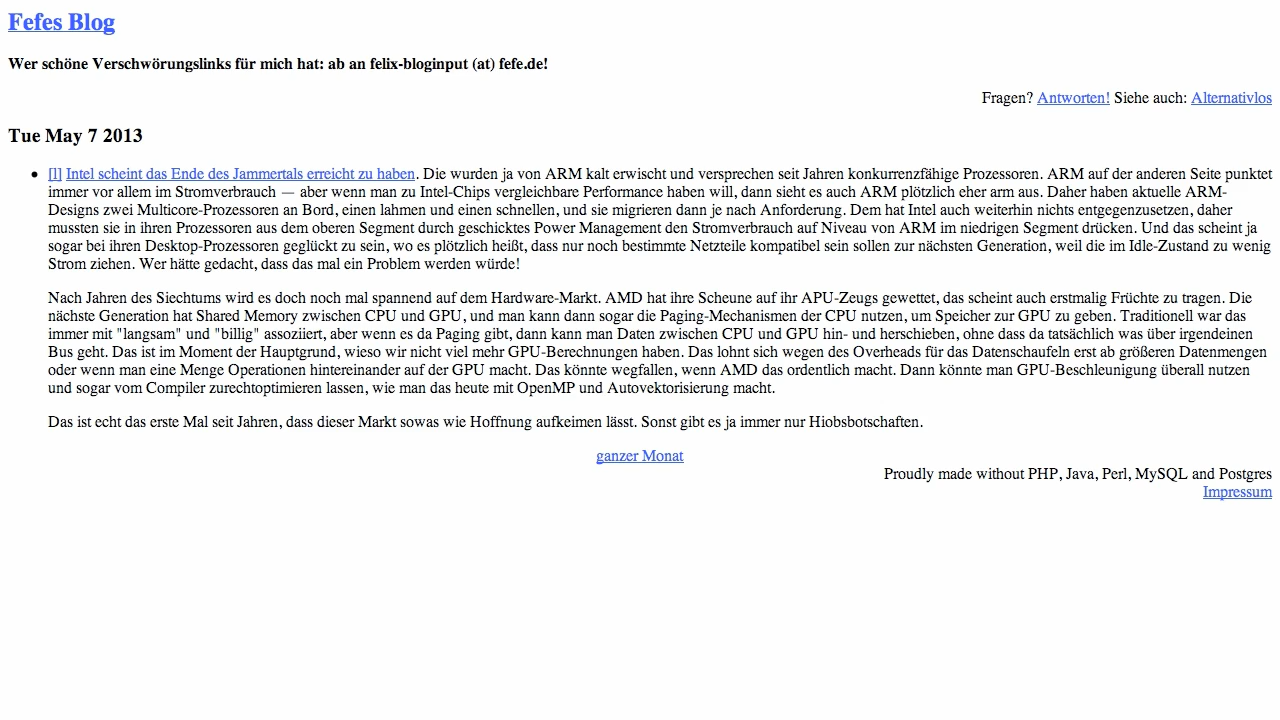 Fefes Blog
Wer schöne Verschwörungslinks für mich hat: ab an felix-bloginput (at) fefe.de!
Fragen? Antworten! Siehe auch: Alternativlos
Tue May 7 2013
• [l] Intel scheint das Ende des Jammertals erreicht zu haben. Die wurden ja von ARM kalt erwischt und versprechen seit Jahren konkurrenzfähige Prozessoren. ARM auf der anderen Seite punktet
immer vor allem im Stromverbrauch — aber wenn man zu Intel-Chips vergleichbare Performance haben will, dann sieht es auch ARM plötzlich eher arm aus. Daher haben aktuelle ARM-
Designs zwei Multicore-Prozessoren an Bord, einen lahmen und einen schnellen, und sie migrieren dann je nach Anforderung. Dem hat Intel auch weiterhin nichts entgegenzusetzen, daher
mussten sie in ihren Prozessoren aus dem oberen Segment durch geschicktes Power Management den Stromverbrauch auf Niveau von ARM im niedrigen Segment drücken. Und das scheint ja
sogar bei ihren Desktop-Prozessoren geglückt zu sein, wo es plötzlich heißt, dass nur noch bestimmte Netzteile kompatibel sein sollen zur nächsten Generation, weil die im Idle-Zustand zu wenig
Strom ziehen. Wer hätte gedacht, dass das mal ein Problem werden würde!
Nach Jahren des Siechtums wird es doch noch mal spannend auf dem Hardware-Markt. AMD hat ihre Scheune auf ihr APU-Zeugs gewettet, das scheint auch erstmalig Früchte zu tragen. Die
nächste Generation hat Shared Memory zwischen CPU und GPU, und man kann dann sogar die Paging-Mechanismen der CPU nutzen, um Speicher zur GPU zu geben. Traditionell war das
immer mit "langsam" und "billig" assoziiert, aber wenn es da Paging gibt, dann kann man Daten zwischen CPU und GPU hin- und herschieben, ohne dass da tatsächlich was über irgendeinen
Bus geht. Das ist im Moment der Hauptgrund, wieso wir nicht viel mehr GPU-Berechnungen haben. Das lohnt sich wegen des Overheads für das Datenschaufeln erst ab größeren Datenmengen
oder wenn man eine Menge Operationen hintereinander auf der GPU macht. Das könnte wegfallen, wenn AMD das ordentlich macht. Dann könnte man GPU-Beschleunigung überall nutzen
und sogar vom Compiler zurechtoptimieren lassen, wie man das heute mit OpenMP und Autovektorisierung macht.
Das ist echt das erste Mal seit Jahren, dass dieser Markt sowas wie Hoffnung aufkeimen lässt. Sonst gibt es ja immer nur Hiobsbotschaften.
ganzer Monat
Proudly made without PHP, Java, Perl, MySQL and Postgres
Impressum